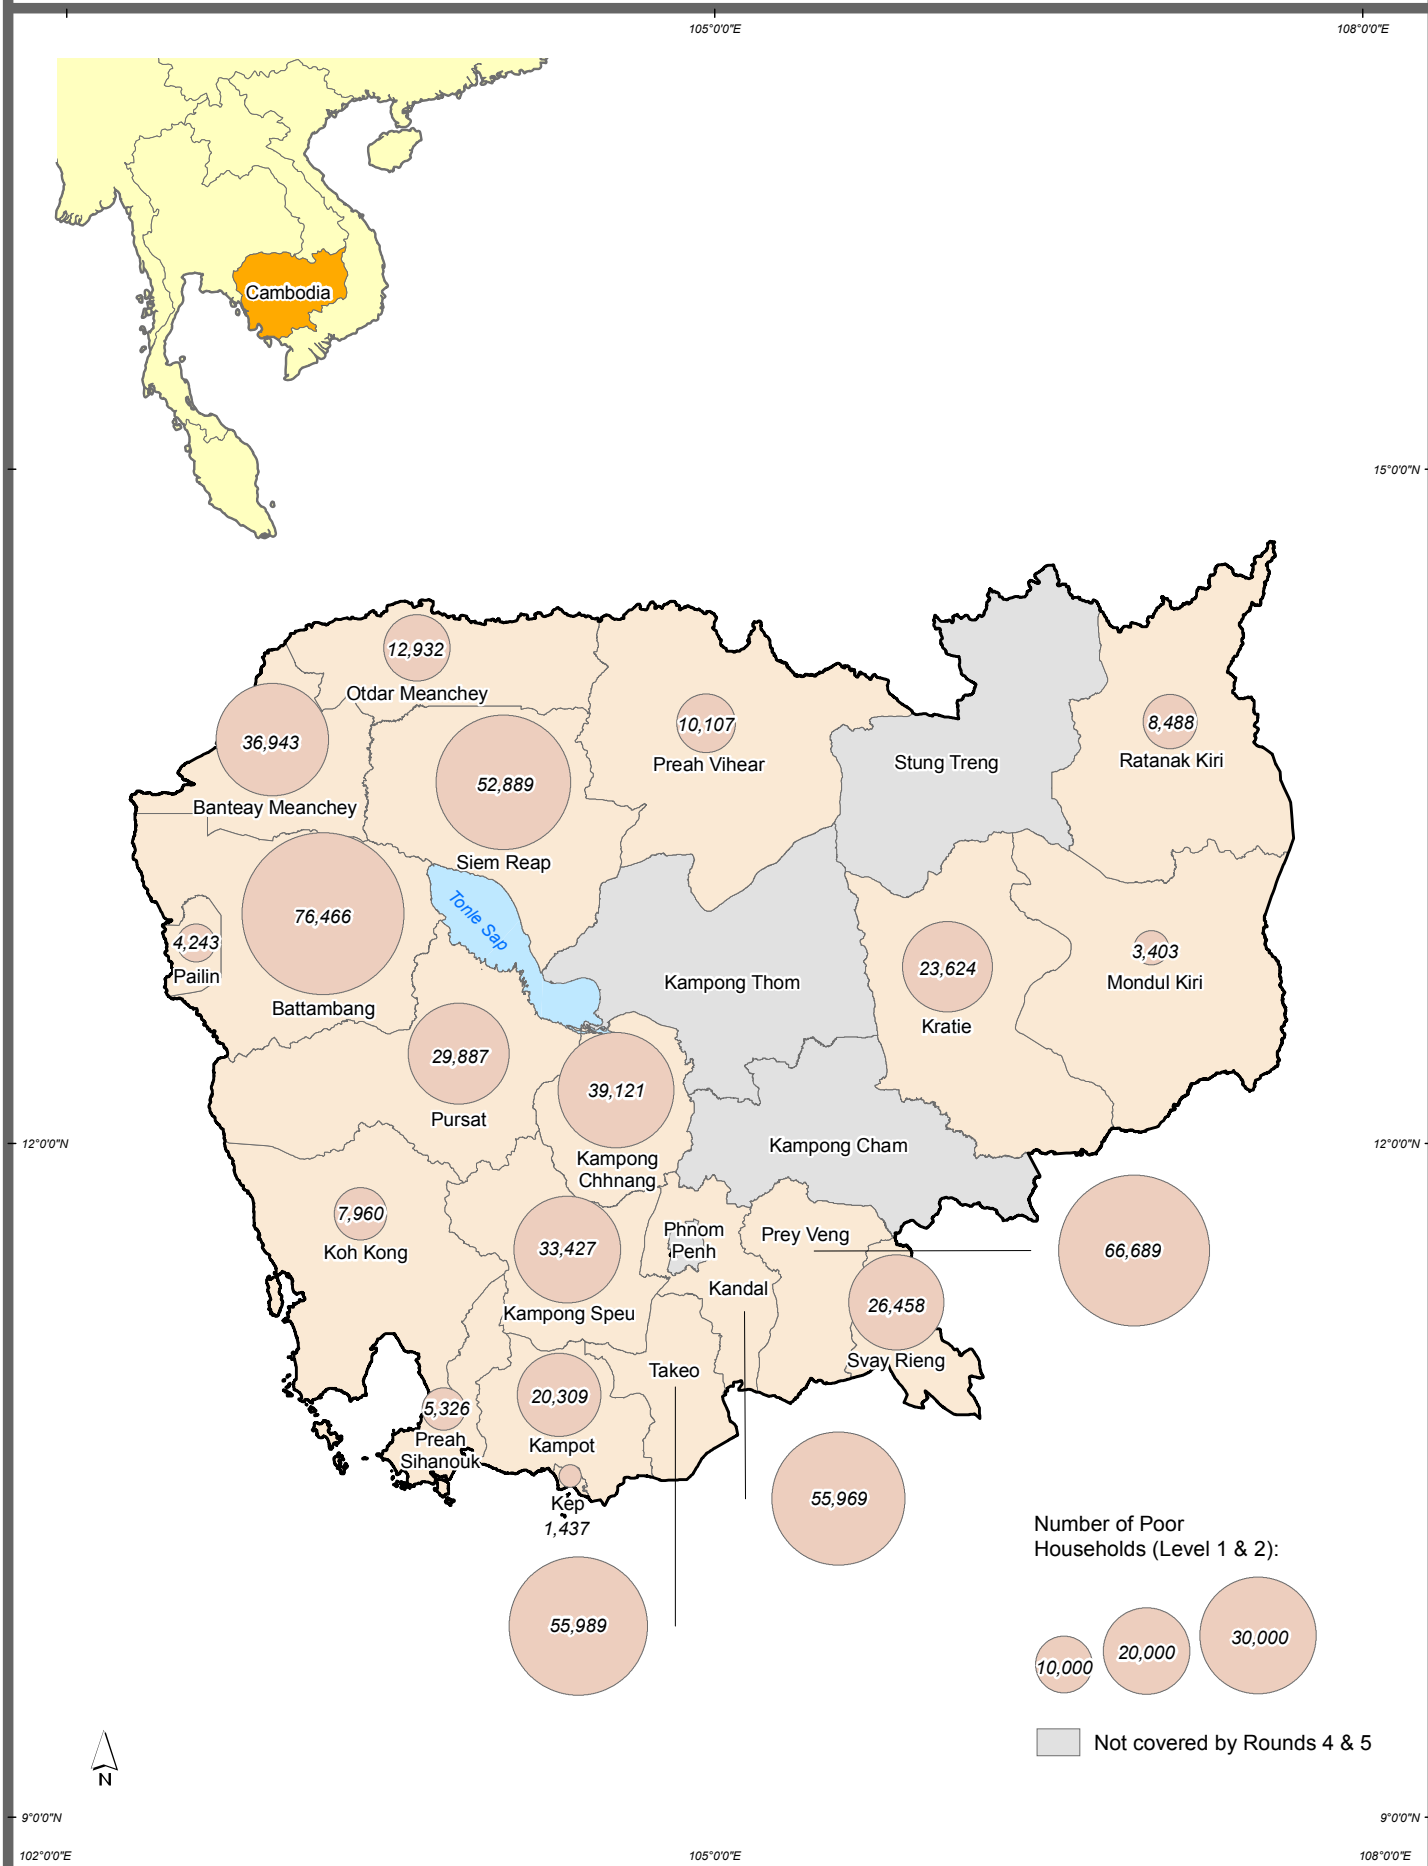 105°0'0"E
108°0'0"E
Cambodia
15°0'0"N
12,932
Otdar Meanchey
36,943
Banteay Meanchey
52,889
Siem Reap
10,107
Preah Vihear
Stung Treng
8,488
Ratanak Kiri
76,466
Battambang
Tonle Sap
4,243
Pailin
Kampong Thom
23,624
Kratie
3,403
Mondul Kiri
29,887
Pursat
39,121
Kampong
Chhnang
Kampong Cham
12°0'0"N
12°0'0"N
7,960
Koh Kong
33,427
Kampong Speu
Phnom
Penh
Prey Veng
66,689
Kandal
26,458
Svay Rieng
Takeo
20,309
Kampot
5,326
Preah
Sihanouk
Kep
1,437
55,969
55,989
Number of Poor
Households (Level 1 & 2):
10,000
20,000
30,000
Not covered by Rounds 4 & 5
N
9°0'0"N
9°0'0"N
102°0'0"E
105°0'0"E
108°0'0"E